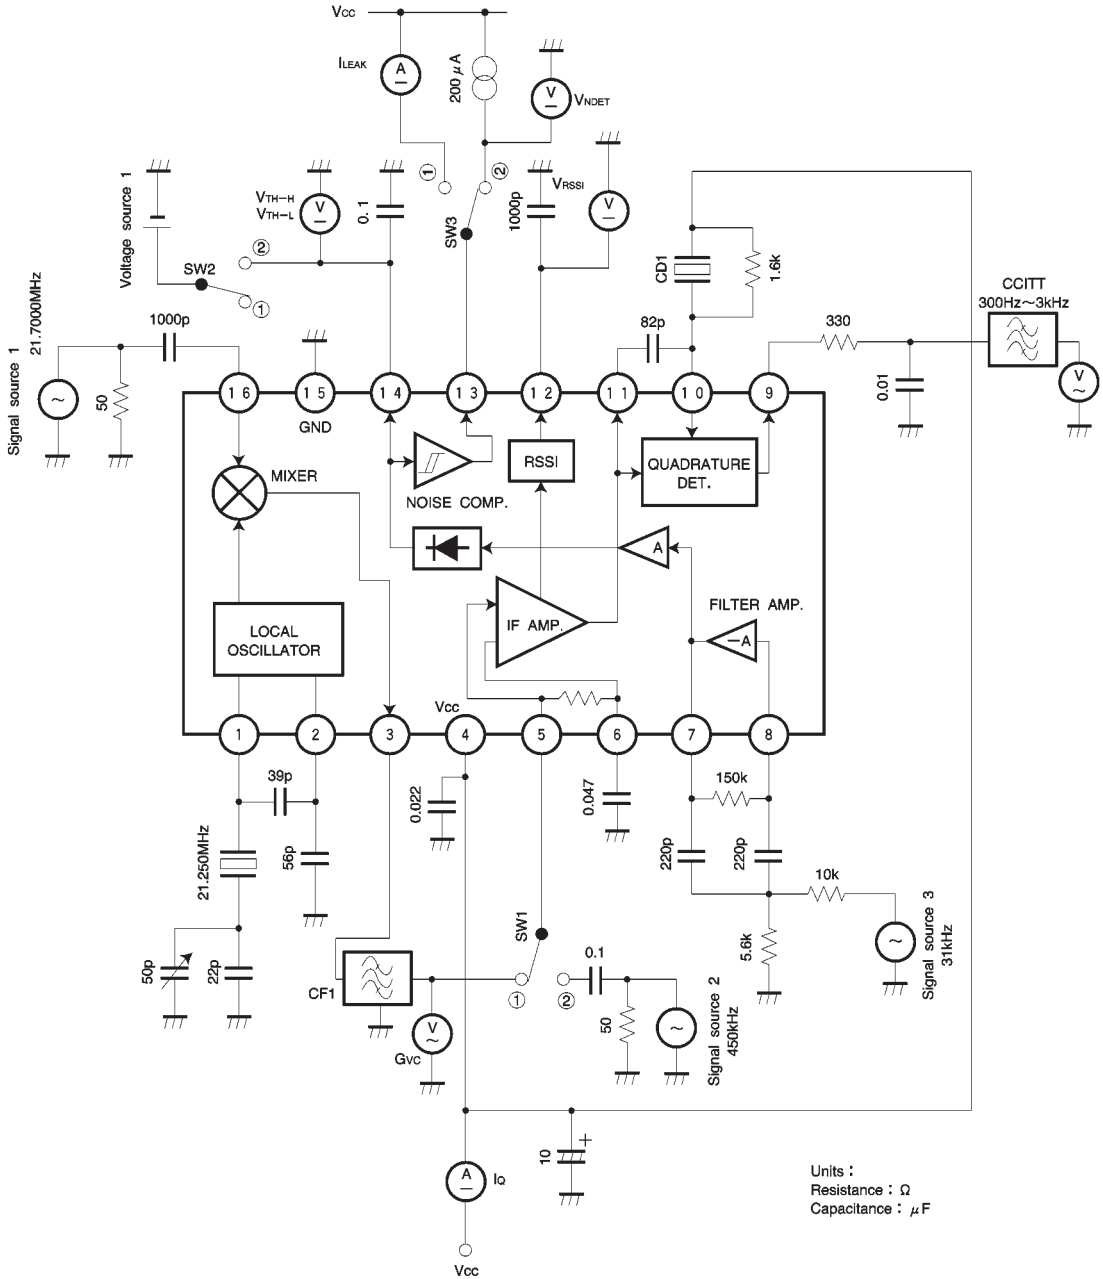 Vcc
ILEAK
A
200 μA
V
VNDET
①
②
Voltage source 1
VTH-H
VTH-L
V
0.1
1000p
VRSSI
V
SW3
②
SW2
①
CD1
1.6k
CCITT
300Hz～3kHz
Signal source 1
21.7000MHz
1000p
50
～
82p
330
0.01
V
～
16
15
14
13
12
11
10
9
GND
MIXER
NOISE COMP.
RSSI
QUADRATURE
DET.
A
LOCAL
OSCILLATOR
IF AMP.
FILTER AMP.
−A
Vcc
1
2
3
4
5
6
7
8
39p
0.022
0.047
150k
21.250MHz
56p
220p
220p
10k
50p
22p
CF1
SW1
①
②
0.1
5.6k
～
Signal source 3
31kHz
V
～
GVC
50
～
Signal source 2
450kHz
A
IQ
10
+
Vcc
Units :
Resistance : Ω
Capacitance : μF